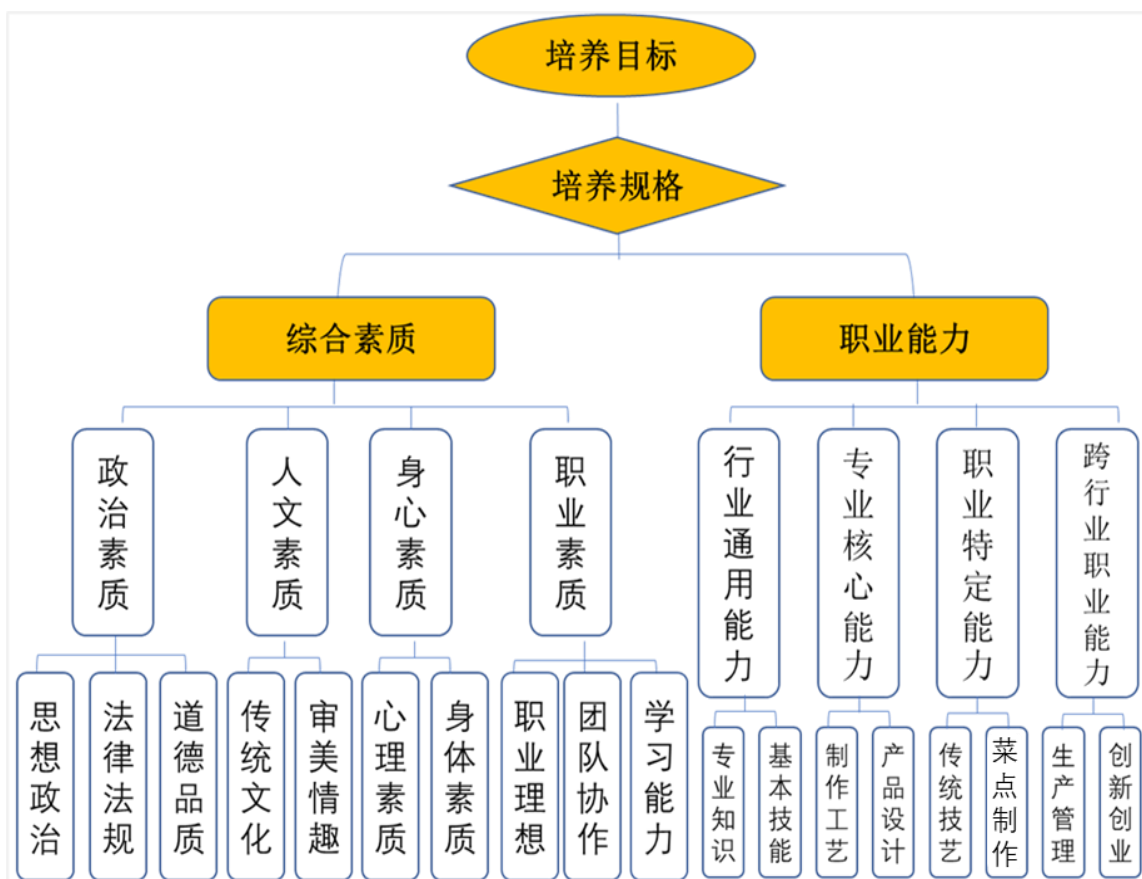 培养目标
培养规格
综合素质
职业能力
政治素质
人文素质
身心素质
职业素质
行业通用能力
专业核心能力
职业特定能力
跨行业职业能力
思想政治
法律法规
道德品质
传统文化
审美情趣
心理素质
身体素质
职业理想
团队协作
学习能力
专业知识
基本技能
制作工艺
产品设计
传统技艺
菜点制作
生产管理
创新创业